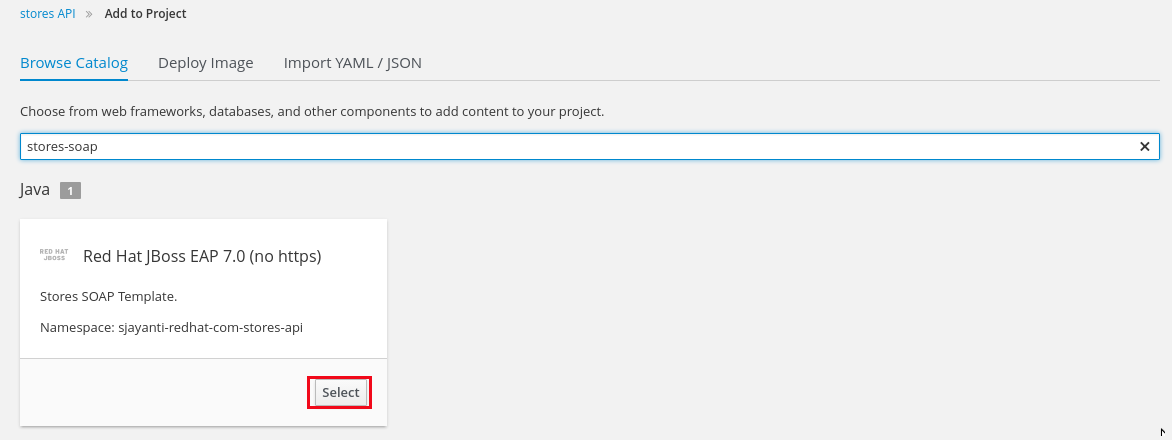 stores API » Add to Project
Browse Catalog Deploy Image Import YAML / JSON
Choose from web frameworks, databases, and other components to add content to your project.
stores-soap ×
Java 1
RED HAT
JBOSS
Red Hat JBoss EAP 7.0 (no https)
Stores SOAP Template.
Namespace: sjayanti-redhat-com-stores-api
Select